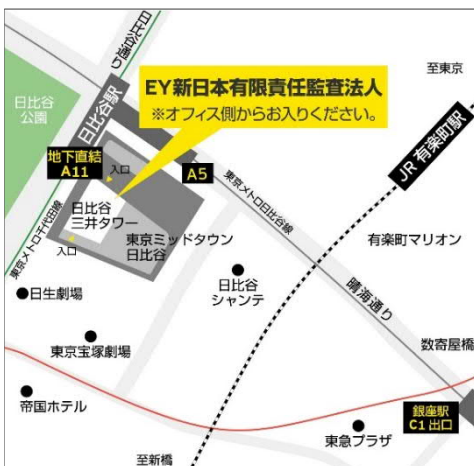 日比谷通り
至東京
EY新日本有限責任監査法人
※オフィス側からお入りください。
日比谷
公園
日比谷駅
JR 有楽町駅
地下直結
A11
入口
A5
東京メトロ日比谷線
日比谷
三井タワー
東京ミッドタウン
日比谷
有楽町マリオン
入口
東京メトロ千代田線
日比谷
シャンテ
晴海通り
日生劇場
数寄屋橋
東京宝塚劇場
帝国ホテル
銀座駅
C1 出口
東急プラザ
至新橋